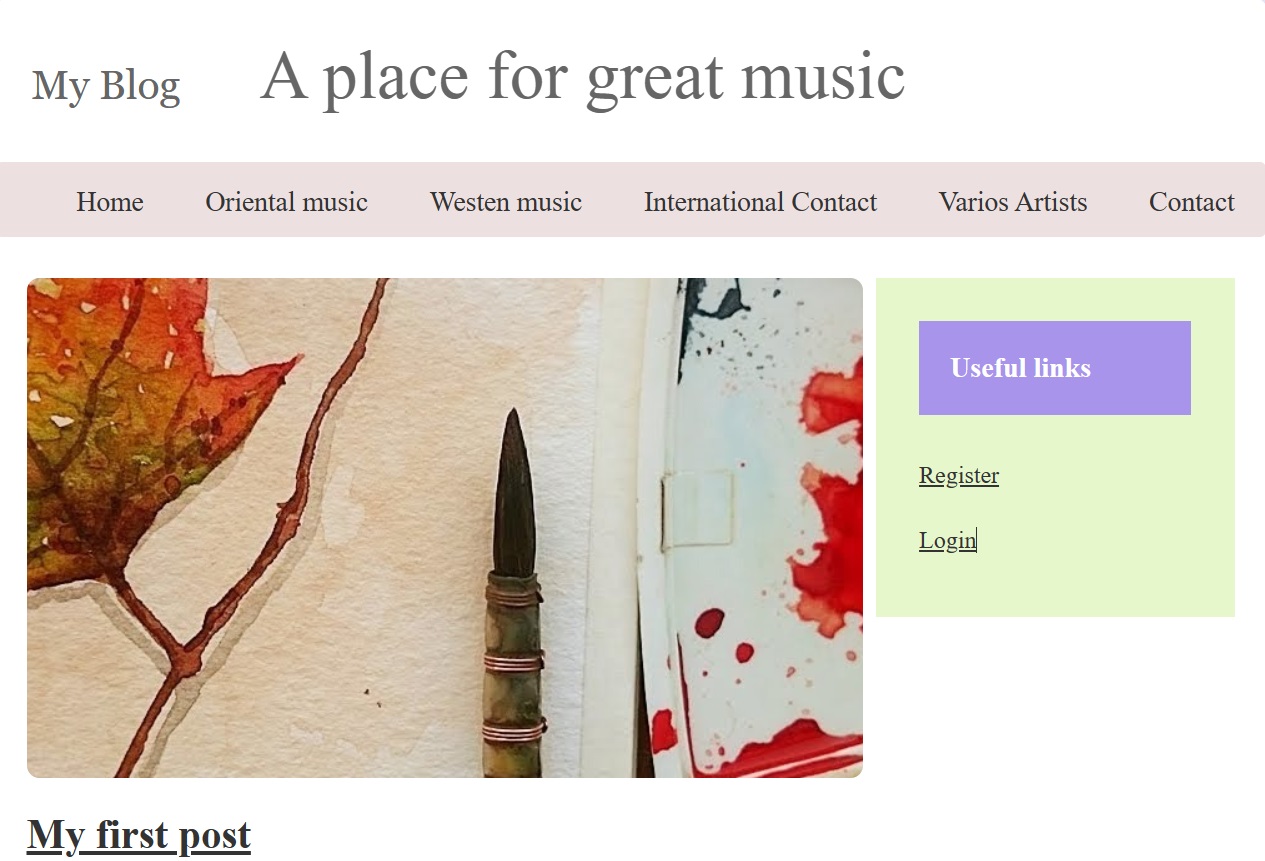 My Blog A place for great music
Home Oriental music Westen music International Contact Varios Artists Contact
Useful links
Register
Login
My first post